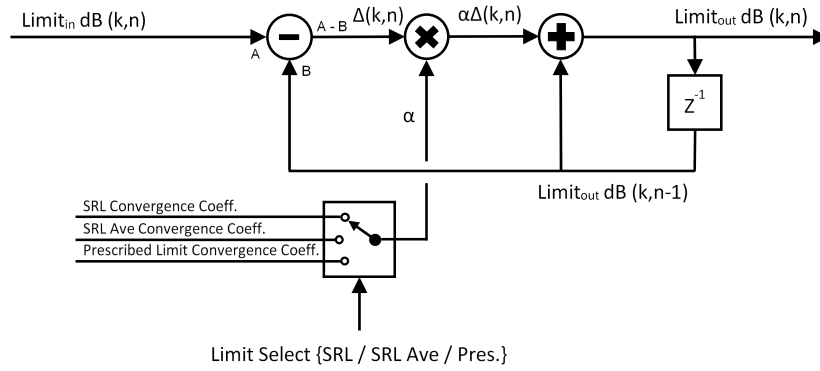 Limitin dB (k,n)
A
A - B
B
Δ(k,n)
αΔ(k,n)
Limitout dB (k,n)
Z-1
α
Limitout dB (k,n-1)
SRL Convergence Coeff.
SRL Ave Convergence Coeff.
Prescribed Limit Convergence Coeff.
Limit Select {SRL / SRL Ave / Pres.}